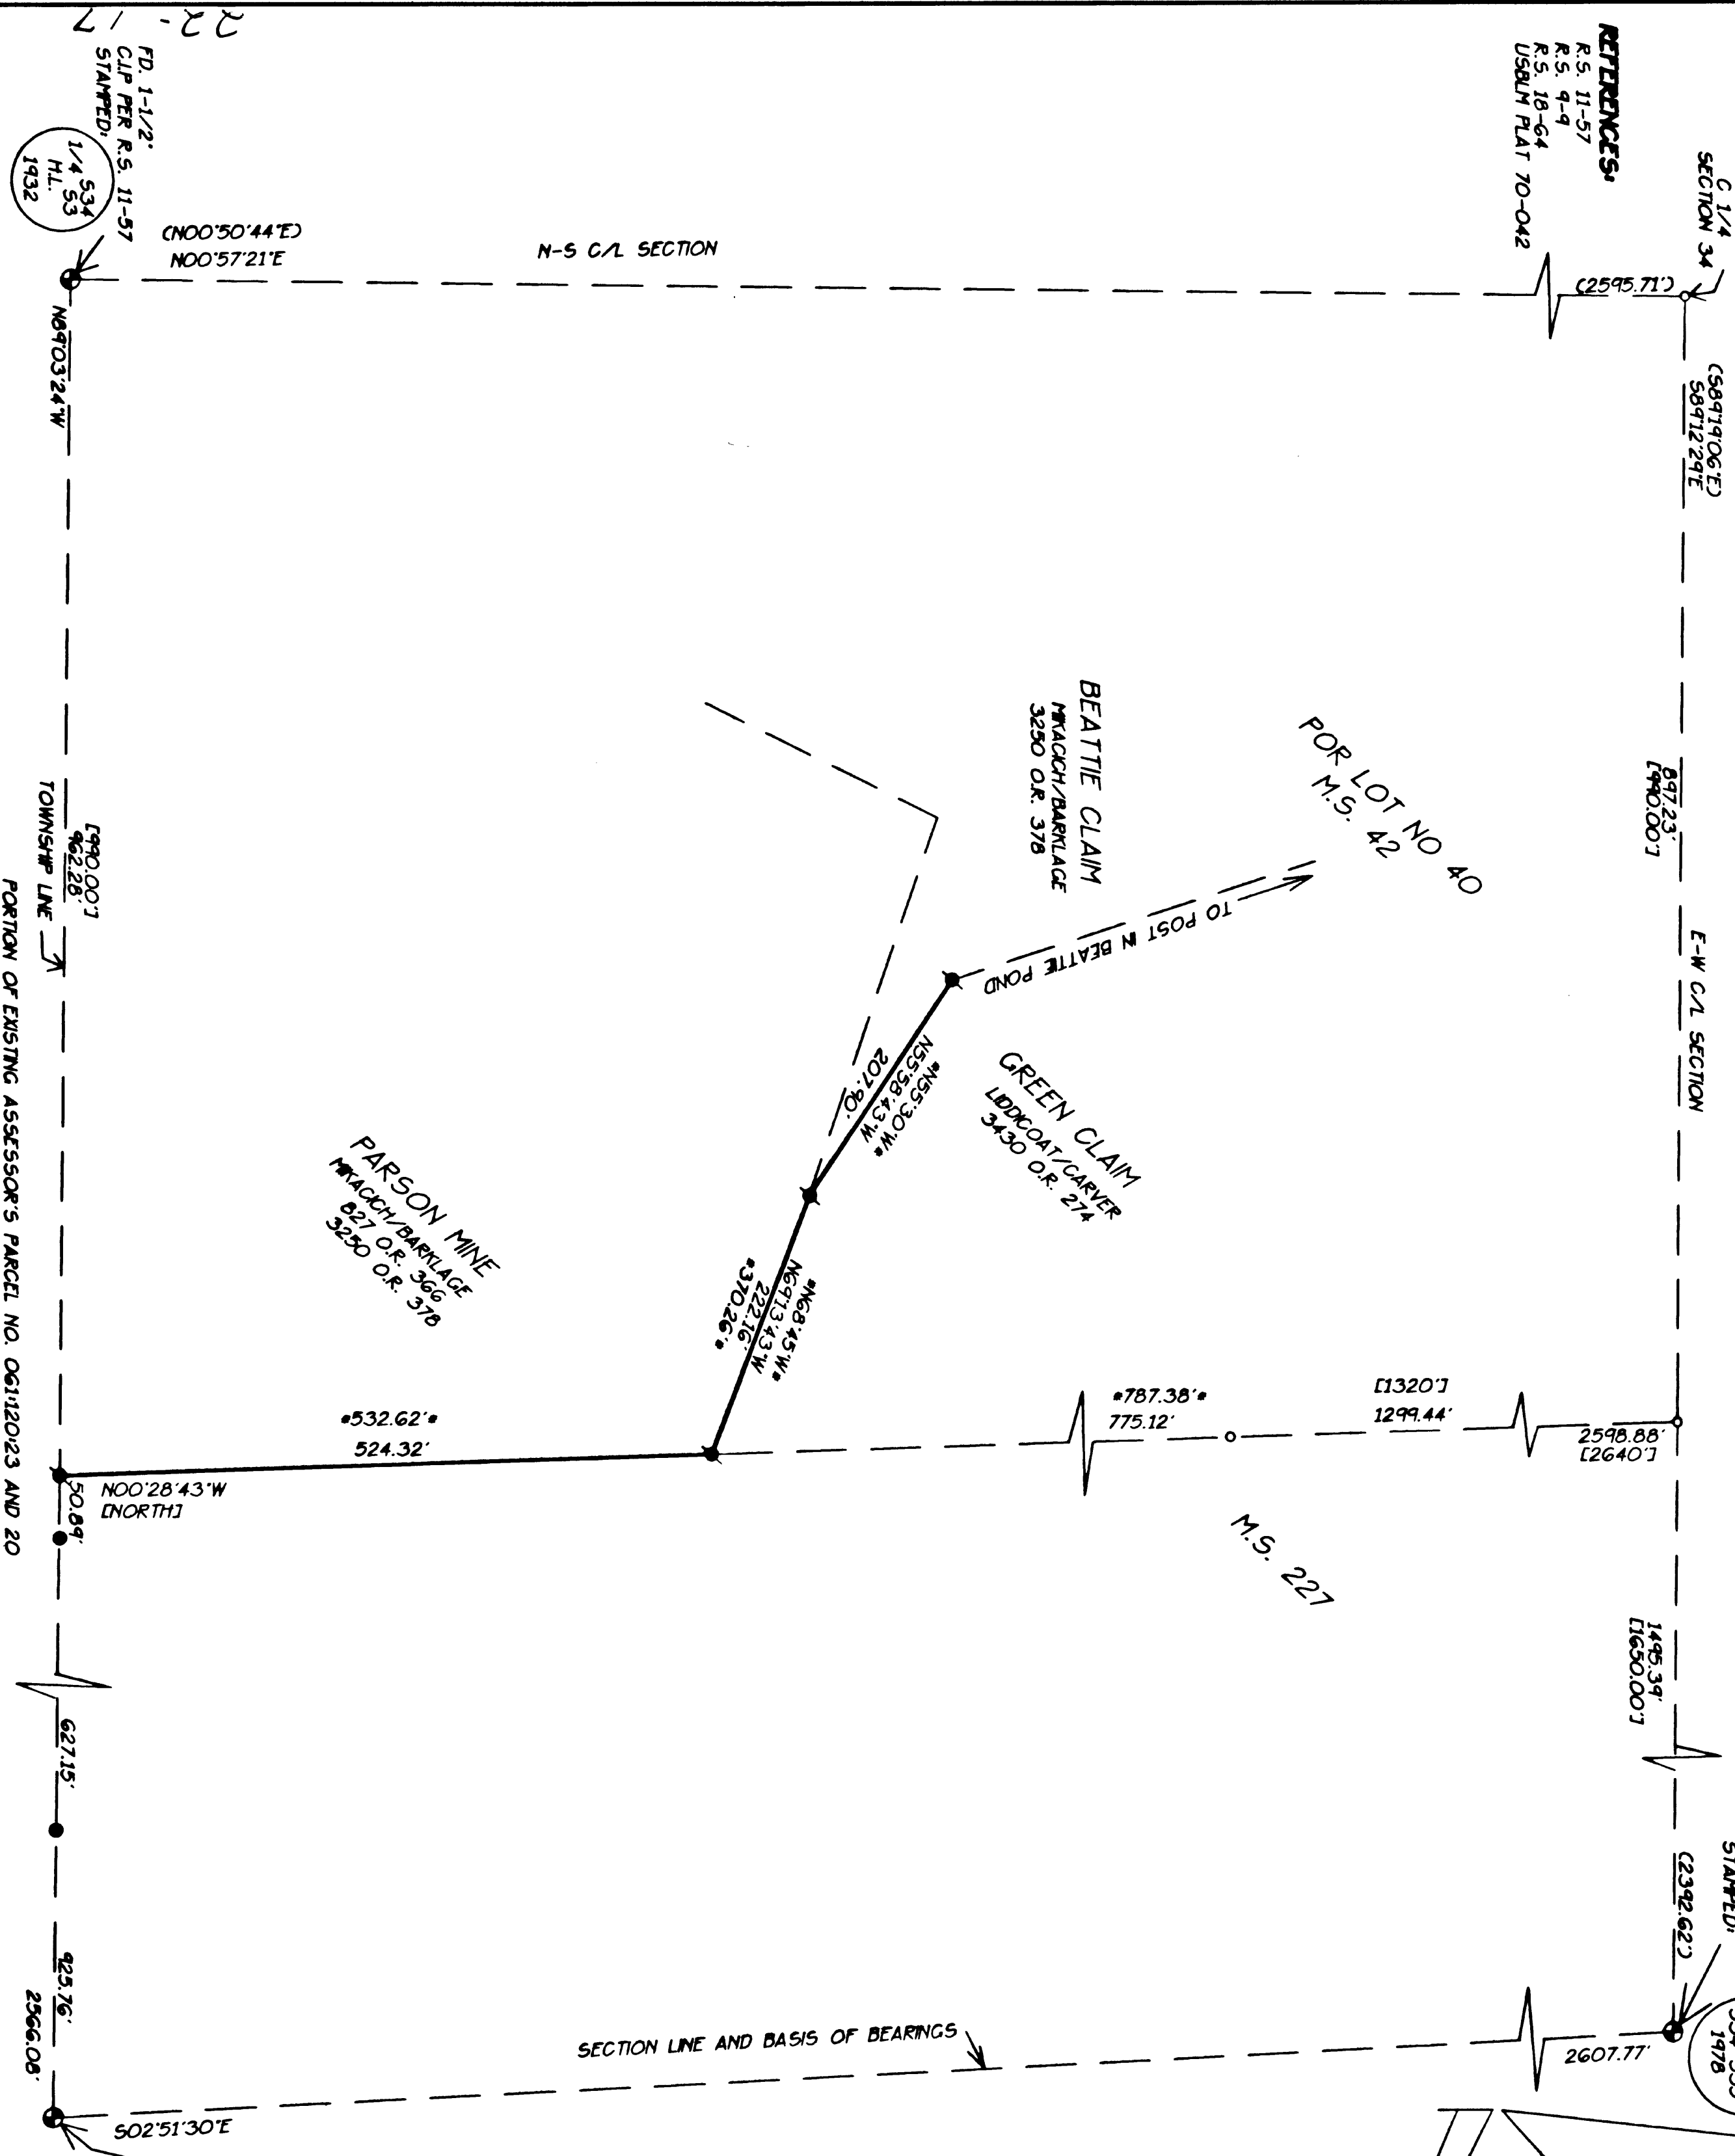 22-17
REFERENCES:
R.S. 11-57
R.S. 9-9
R.S. 18-64
USBLM PLAT 70-042
C 1/4
SECTION 34
FD. 1-1/2"
C.I.P PER R.S. 11-57
STAMPED:
1/4 S34
S3
H.L.
1932
(N00°50'44"E)
N00°57'21"E
N-S C/L SECTION
(2595.71')
(S89°19'06"E)
S89°12'29"E
897.23'
[990.00']
E-W C/L SECTION
1495.39'
[1650.00']
(2392.62')
STAMPED:
1978
N89°03'24"W
[990.00']
962.28'
TOWNSHIP LINE
PORTION OF EXISTING ASSESSOR'S PARCEL NO. 061:120:23 AND 20
BEATTIE CLAIM
MIKACICH/BARKLAGE
3250 O.R. 378
POR LOT NO 40
M.S. 42
TO POST IN BEATTIE POND
GREEN CLAIM
LIDDICOAT/CARVER
3430 O.R. 274
*N55°30'W*
N55°58'43"W
207.90'
PARSON MINE
MIKACICH/BARKLAGE
827 O.R. 366
3250 O.R. 378
*N68°45'W*
N69°13'43"W
222.16'
*370.26'*
*532.62'*
524.32'
*787.38'*
775.12'
[1320']
1299.44'
2598.88'
[2640']
N00°28'43"W
[NORTH]
50.89'
M.S. 227
627.15'
925.76'
2566.08'
SECTION LINE AND BASIS OF BEARINGS
2607.77'
S02°51'30"E